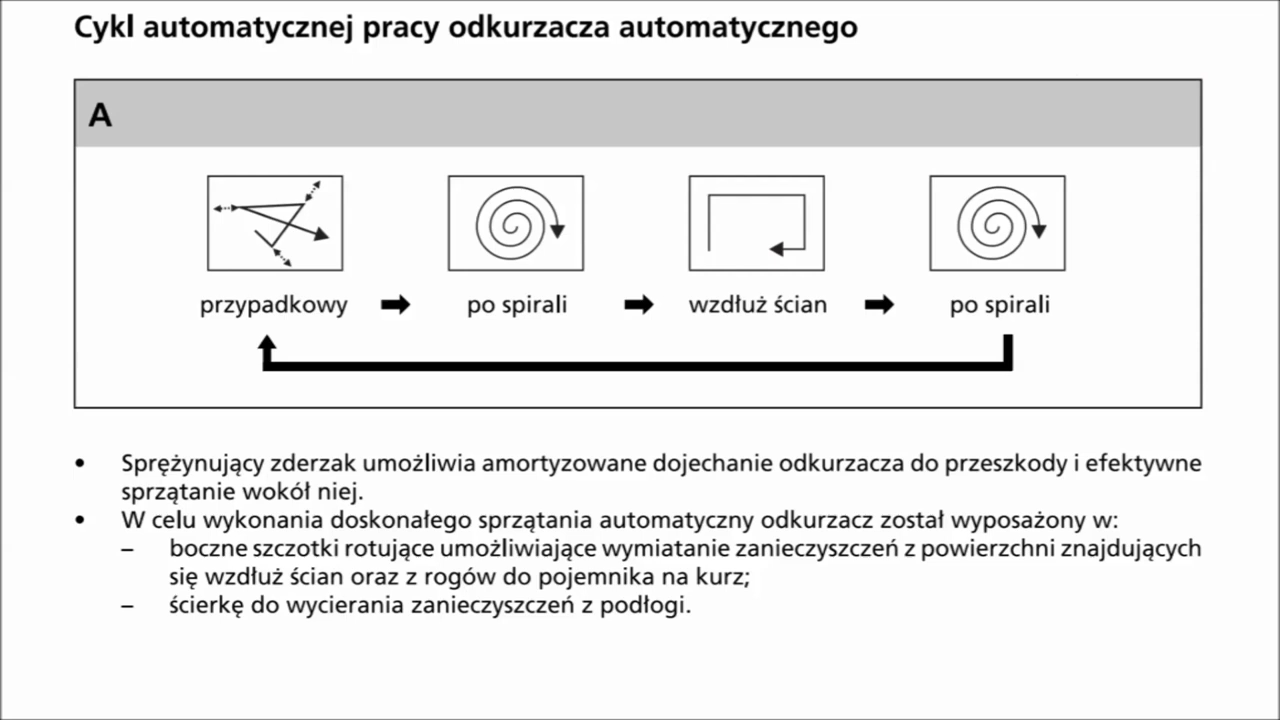 Cykl automatycznej pracy odkurzacza automatycznego
A
przypadkowy
po spirali
wzdłuż ścian
po spirali
• Sprężynujący zderzak umożliwia amortyzowane dojechanie odkurzacza do przeszkody i efektywne
sprzątanie wokół niej.
• W celu wykonania doskonałego sprzątania automatyczny odkurzacz został wyposażony w:
– boczne szczotki rotujące umożliwiające wymiatanie zanieczyszczeń z powierzchni znajdujących
się wzdłuż ścian oraz z rogów do pojemnika na kurz;
– ścierkę do wycierania zanieczyszczeń z podłogi.